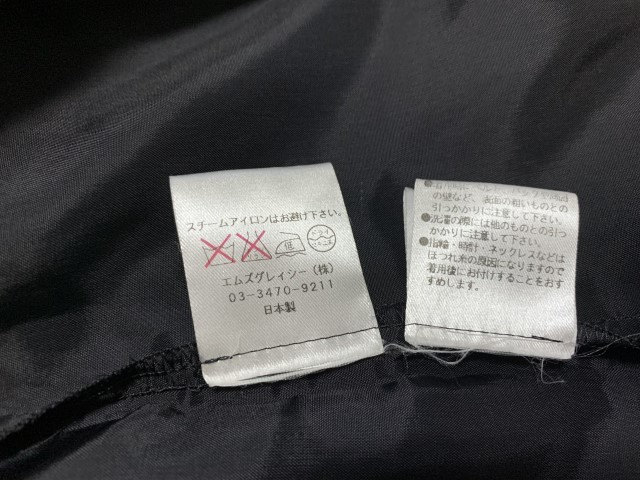 スチームアイロンはお避け下さい。
低
ドライ
エムズグレイシー(株)
03-3470-9211
日本製
の壁など、表面の粗いものとの
引っかかりに注意して下さい。
●洗濯の際には他のものとの引っ
かかりに注意して下さい。
●指輪・時計・ネックレスなどは
ほつれ糸の原因になりますので
着用後にお付けすることをおす
すめします。